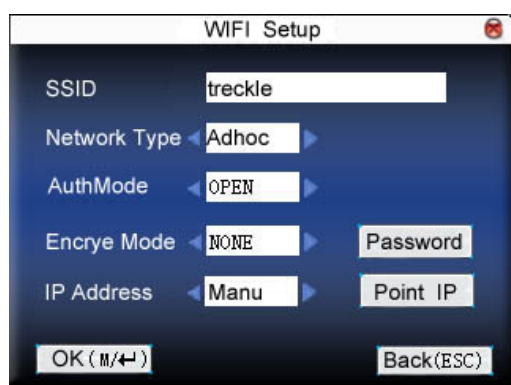 WIFI Setup
SSID treckle
Network Type Adhoc
AuthMode OPEN
Encrye Mode NONE Password
IP Address Manu Point IP
OK(M/↵) Back(ESC)